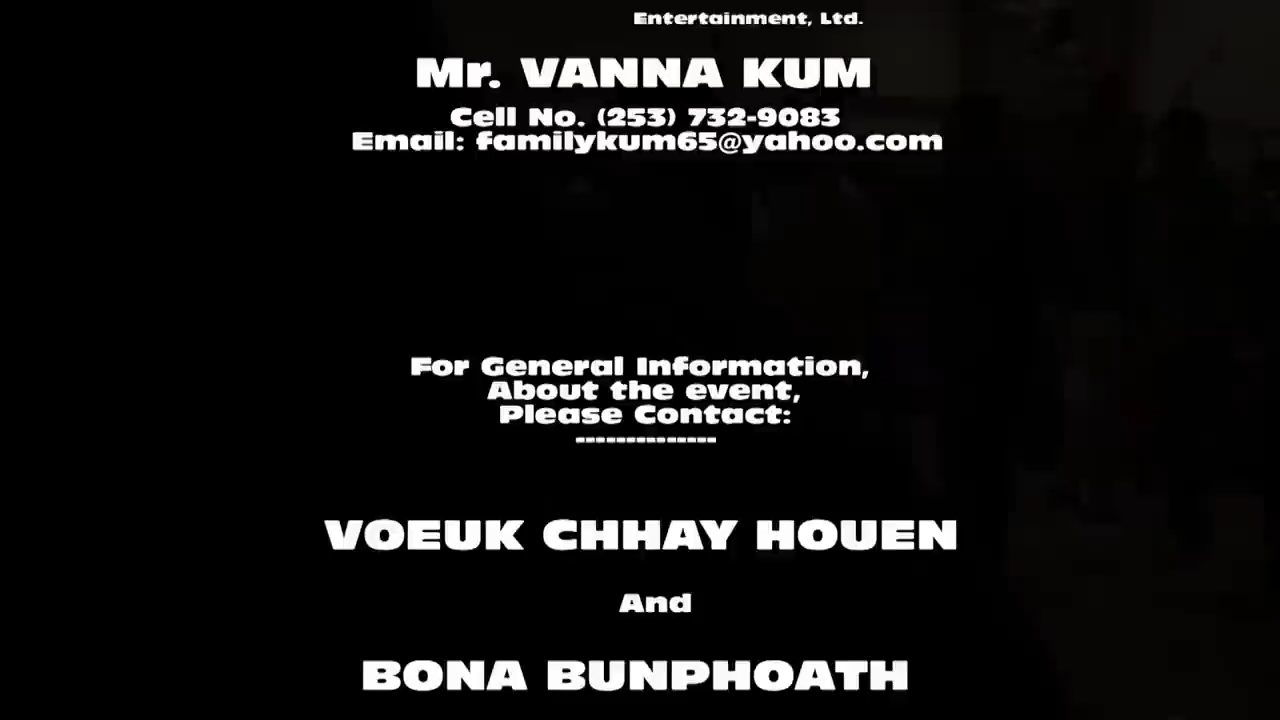 Entertainment, Ltd.
Mr. VANNA KUM
Cell No. (253) 732-9083
Email: familykum65@yahoo.com
For General Information,
About the event,
Please Contact:
--------------
VOEUK CHHAY HOUEN
And
BONA BUNPHOATH